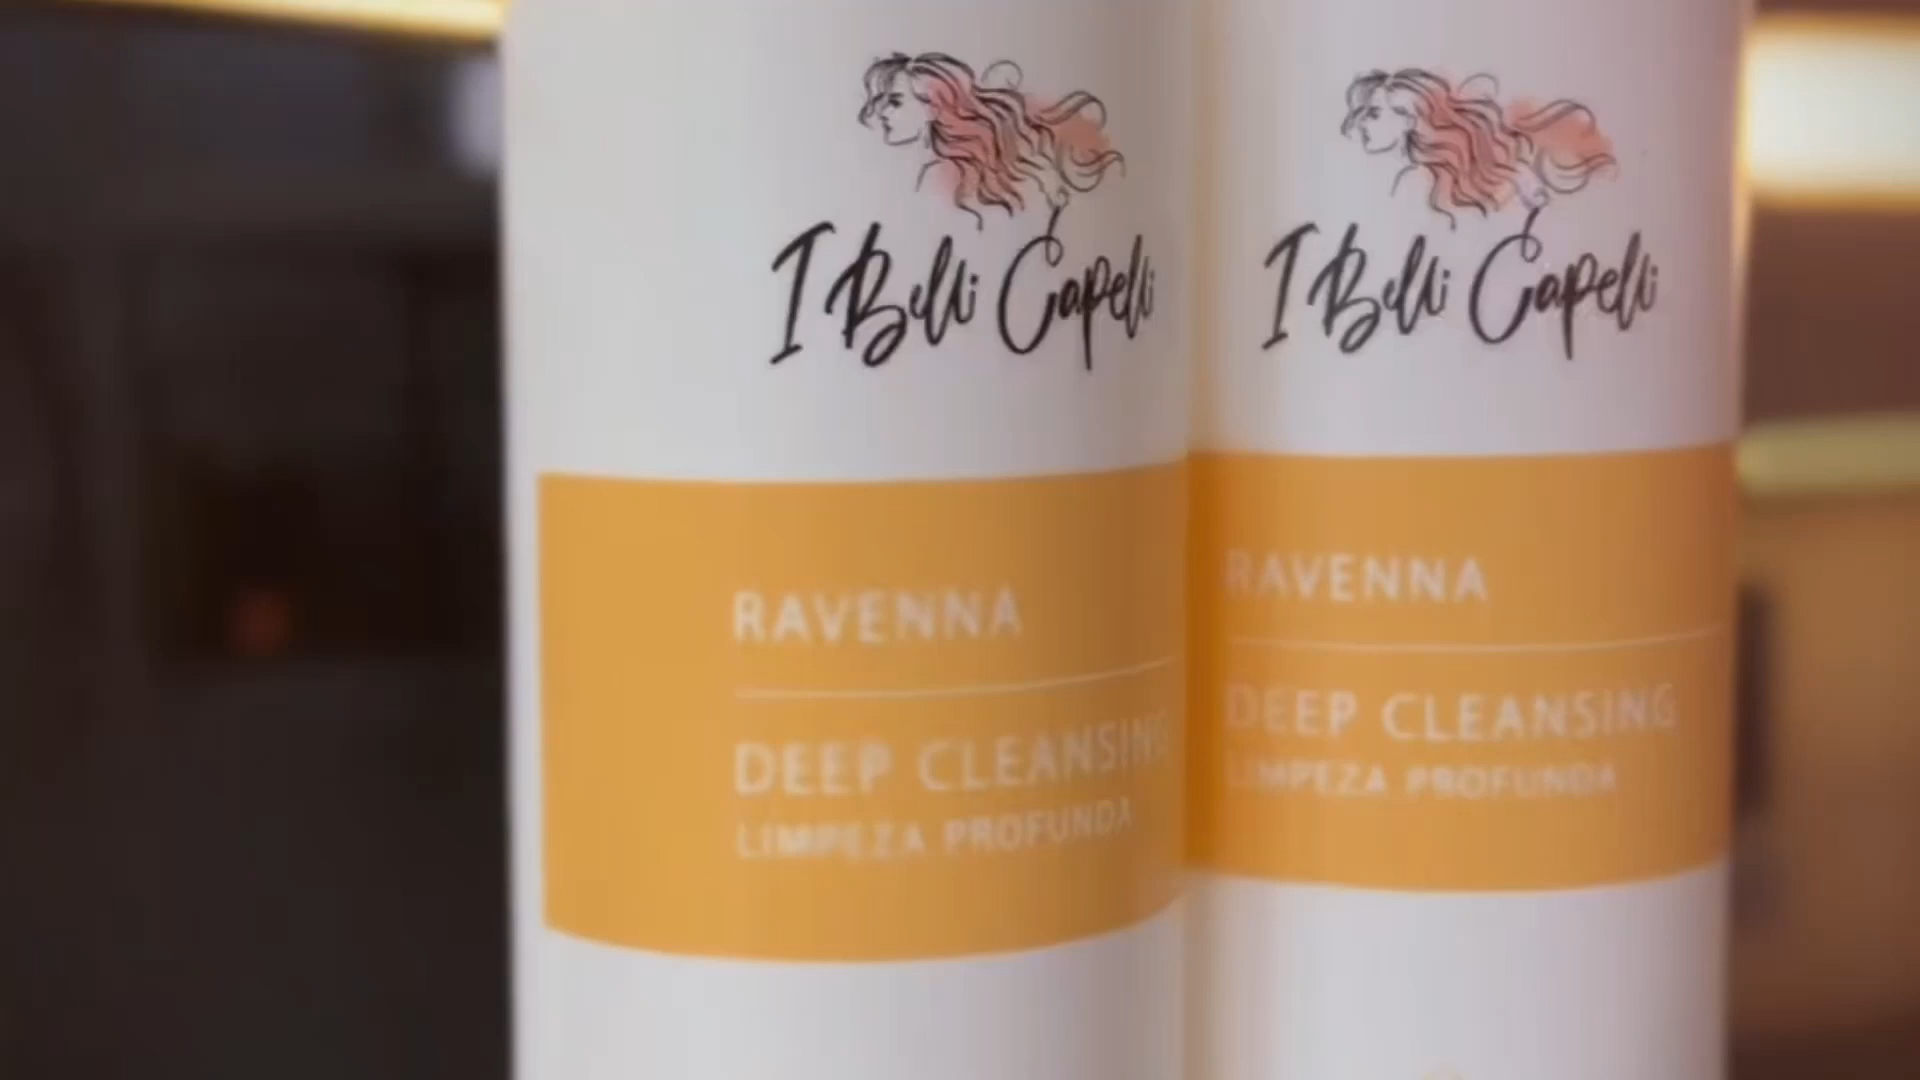 I Belli Capelli
RAVENNA
DEEP CLEANSING
LIMPEZA PROFUNDA
I Belli Capelli
RAVENNA
DEEP CLEANSING
LIMPEZA PROFUNDA